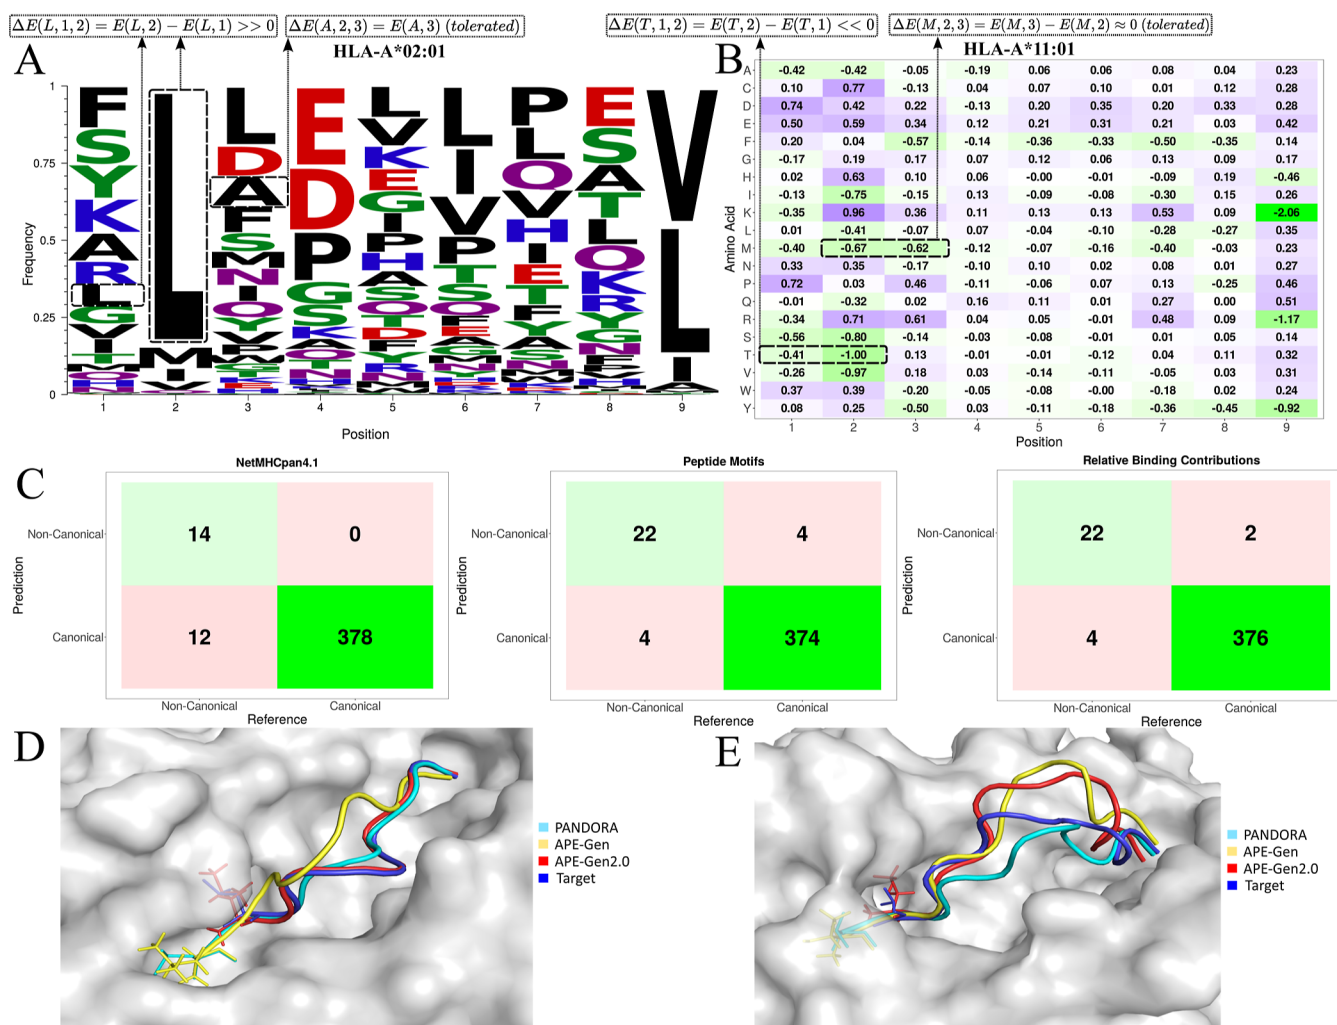 ΔE(L, 1, 2) = E(L, 2) − E(L, 1) >> 0
ΔE(A, 2, 3) = E(A, 3) (tolerated)
ΔE(T, 1, 2) = E(T, 2) − E(T, 1) << 0
ΔE(M, 2, 3) = E(M, 3) − E(M, 2) ≈ 0 (tolerated)
A
HLA-A*02:01
Frequency
1
0.75
0.5
0.25
0
F S Y K A R L G V I T
L M I V
L D A F S M N I Q Y P
E D P G S K A Q T
L V K E G I P H A S T D
L I V P T S Q E
P L Q V H I E T F Y A
E S A T L Q K R Y G N
V L I A
1 2 3 4 5 6 7 8 9
Position
B
HLA-A*11:01
Amino Acid
A -0.42 -0.42 -0.05 -0.19 0.06 0.06 0.08 0.04 0.23
C 0.10 0.77 -0.13 0.04 0.07 0.10 0.01 0.12 0.28
D 0.74 0.42 0.22 -0.13 0.20 0.35 0.20 0.33 0.28
E 0.50 0.59 0.34 0.12 0.21 0.31 0.21 0.03 0.42
F 0.20 0.04 -0.57 -0.14 -0.36 -0.33 -0.50 -0.35 0.14
G -0.17 0.19 0.17 0.07 0.12 0.06 0.13 0.09 0.17
H 0.02 0.63 0.10 0.06 -0.00 -0.01 -0.09 0.19 -0.46
I -0.13 -0.75 -0.15 0.13 -0.09 -0.08 -0.30 0.15 0.26
K -0.35 0.96 0.36 0.11 0.13 0.13 0.53 0.09 -2.06
L 0.01 -0.41 -0.07 0.07 -0.04 -0.10 -0.28 -0.27 0.35
M -0.40 -0.67 -0.62 -0.12 -0.07 -0.16 -0.40 -0.03 0.23
N 0.33 0.35 -0.17 -0.10 0.10 0.02 0.08 0.01 0.27
P 0.72 0.03 0.46 -0.11 -0.06 0.07 0.13 -0.25 0.46
Q -0.01 -0.32 0.02 0.16 0.11 0.01 0.27 0.00 0.51
R -0.34 0.71 0.61 0.04 0.05 -0.01 0.48 0.09 -1.17
S -0.56 -0.80 -0.14 -0.03 -0.08 -0.01 0.01 0.05 0.14
T -0.41 -1.00 0.13 -0.01 -0.01 -0.12 0.04 0.11 0.32
V -0.26 -0.97 0.18 0.03 -0.14 -0.11 -0.05 0.03 0.31
W 0.37 0.39 -0.20 -0.05 -0.08 -0.00 -0.18 0.02 0.24
Y 0.08 0.25 -0.50 0.03 -0.11 -0.18 -0.36 -0.45 -0.92
1 2 3 4 5 6 7 8 9
Position
C
NetMHCpan4.1
Prediction
Non-Canonical 14 0
Canonical 12 378
Non-Canonical Canonical
Reference
Peptide Motifs
Prediction
Non-Canonical 22 4
Canonical 4 374
Non-Canonical Canonical
Reference
Relative Binding Contributions
Prediction
Non-Canonical 22 2
Canonical 4 376
Non-Canonical Canonical
Reference
D
PANDORA
APE-Gen
APE-Gen2.0
Target
E
PANDORA
APE-Gen
APE-Gen2.0
Target